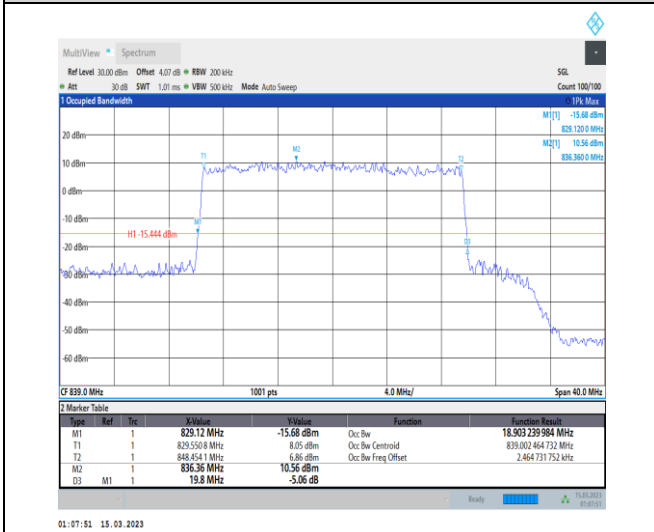 MultiView Spectrum
Ref Level 30.00 dBm Offset 4.07 dB RBW 200 kHz SGL
Att 30 dB SWT 1.01 ms VBW 500 kHz Mode Auto Sweep Count 100/100
1 Occupied Bandwidth 1Pk Max
M1[1] -15.68 dBm
829.120 0 MHz
M2[1] 10.56 dBm
836.360 0 MHz
20 dBm
M2
T1 T2
10 dBm
0 dBm
-10 dBm
M1
H1 -15.444 dBm
-20 dBm
D3
-30 dBm
-40 dBm
-50 dBm
-60 dBm
CF 839.0 MHz 1001 pts 4.0 MHz/ Span 40.0 MHz
2 Marker Table
Type Ref Trc X-Value Y-Value Function Function Result
M1 1 829.12 MHz -15.68 dBm Occ Bw 18.903 239 984 MHz
T1 1 829.550 8 MHz 8.05 dBm Occ Bw Centroid 839.002 464 732 MHz
T2 1 848.454 1 MHz 6.86 dBm Occ Bw Freq Offset 2.464 731 752 kHz
M2 1 836.36 MHz 10.56 dBm
D3 M1 1 19.8 MHz -5.06 dB
Ready 15.03.2023
01:07:51
01:07:51 15.03.2023